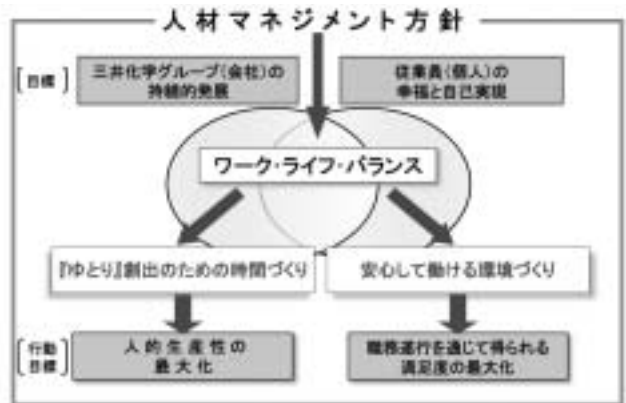 人材マネジメント方針
[目標]
三井化学グループ(会社)の
持続的発展
従業員(個人)の
幸福と自己実現
ワーク・ライフ・バランス
『ゆとり』創出のための時間づくり
安心して働ける環境づくり
[行動
目標]
人的生産性の
最大化
職務遂行を通じて得られる
満足度の最大化